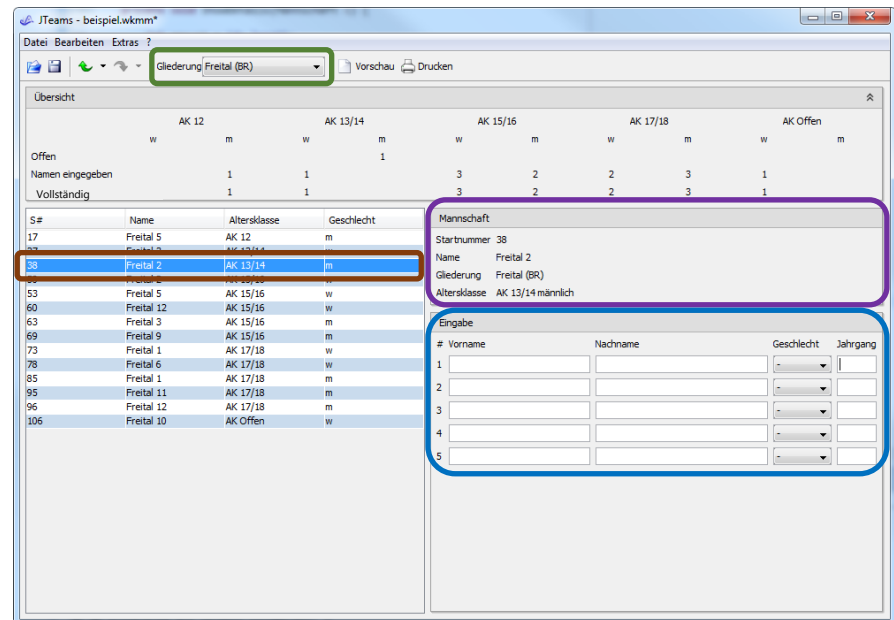 JTeams - beispiel.wkmm*
Datei Bearbeiten Extras ?
Gliederung Freital (BR) Vorschau Drucken
Übersicht
AK 12 AK 13/14 AK 15/16 AK 17/18 AK Offen
w m w m w m w m w m
Offen 1
Namen eingegeben 1 1 3 2 2 3 1
Vollständig 1 1 3 2 2 3 1
S# Name Altersklasse Geschlecht
17 Freital 5 AK 12 m
38 Freital 2 AK 13/14 m
53 Freital 5 AK 15/16 w
60 Freital 12 AK 15/16 w
63 Freital 3 AK 15/16 m
69 Freital 9 AK 15/16 m
73 Freital 1 AK 17/18 w
78 Freital 6 AK 17/18 w
85 Freital 1 AK 17/18 m
95 Freital 11 AK 17/18 m
96 Freital 12 AK 17/18 m
106 Freital 10 AK Offen w
Mannschaft
Startnummer 38
Name Freital 2
Gliederung Freital (BR)
Altersklasse AK 13/14 männlich
Eingabe
# Vorname Nachname Geschlecht Jahrgang
1 -
2 -
3 -
4 -
5 -